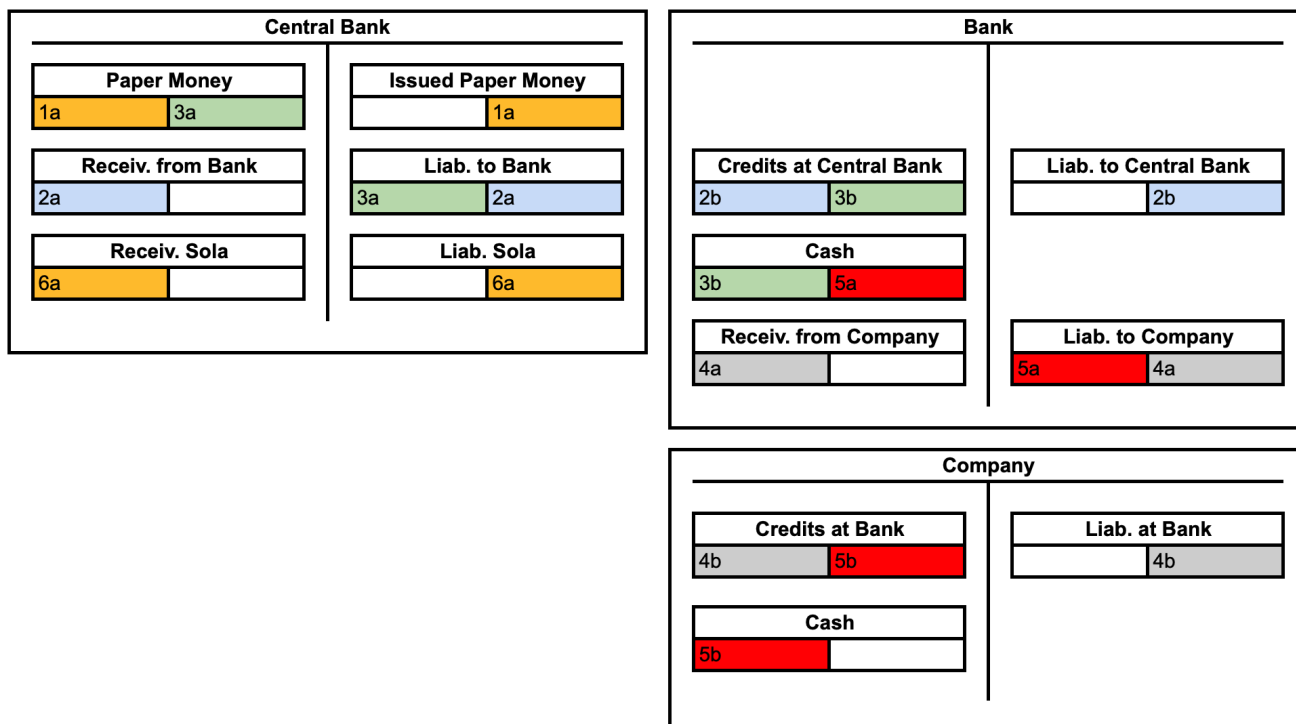 Central Bank
Paper Money
1a 3a
Issued Paper Money
1a
Receiv. from Bank
2a
Liab. to Bank
3a 2a
Receiv. Sola
6a
Liab. Sola
6a
Bank
Credits at Central Bank
2b 3b
Liab. to Central Bank
2b
Cash
3b 5a
Receiv. from Company
4a
Liab. to Company
5a 4a
Company
Credits at Bank
4b 5b
Liab. at Bank
4b
Cash
5b